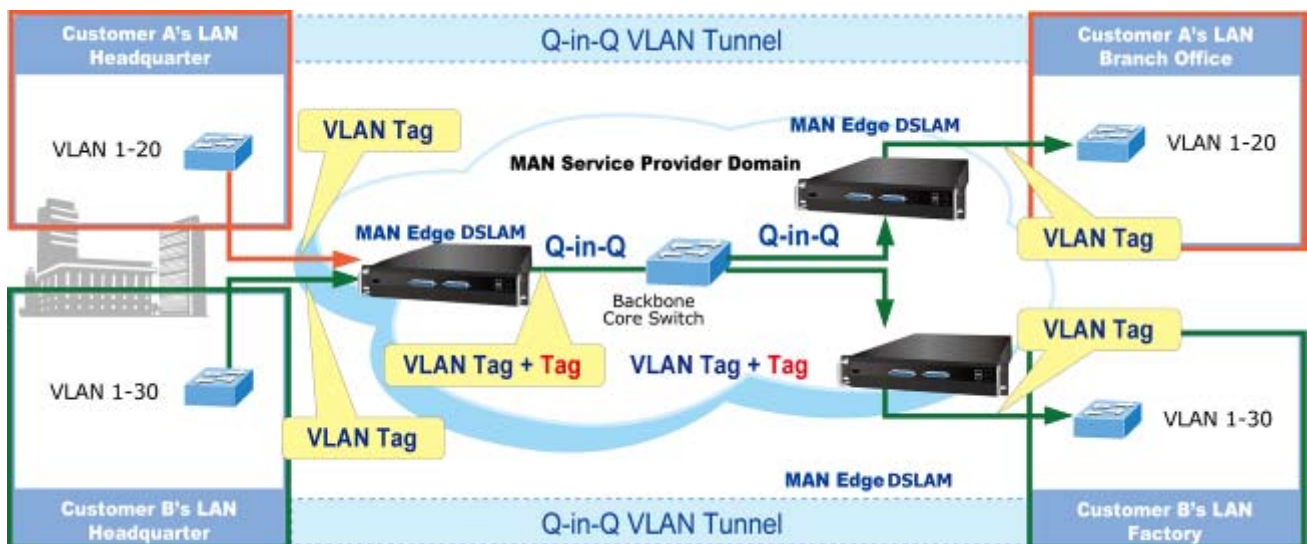 Customer A's LAN
Headquarter
Q-in-Q VLAN Tunnel
Customer A's LAN
Branch Office
VLAN 1-20
VLAN Tag
MAN Edge DSLAM
VLAN 1-20
MAN Service Provider Domain
MAN Edge DSLAM
Q-in-Q
Q-in-Q
VLAN Tag
Backbone
Core Switch
VLAN Tag
VLAN Tag + Tag
VLAN Tag + Tag
VLAN 1-30
VLAN 1-30
VLAN Tag
MAN Edge DSLAM
Customer B's LAN
Headquarter
Q-in-Q VLAN Tunnel
Customer B's LAN
Factory